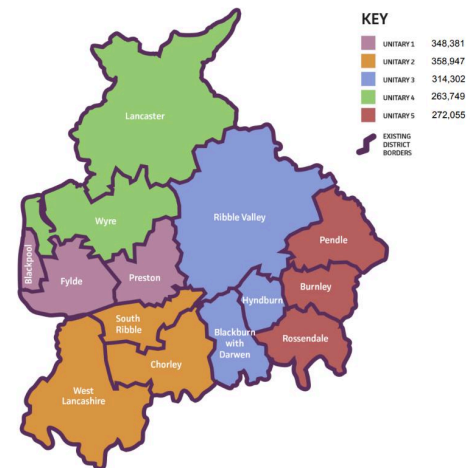 KEY
UNITARY 1 348,381
UNITARY 2 358,947
UNITARY 3 314,302
UNITARY 4 263,749
UNITARY 5 272,055
EXISTING
DISTRICT
BORDERS
Lancaster
Wyre
Ribble Valley
Pendle
Blackpool
Fylde
Preston
Burnley
Hyndburn
South
Ribble
Blackburn
with
Darwen
Rossendale
Chorley
West
Lancashire